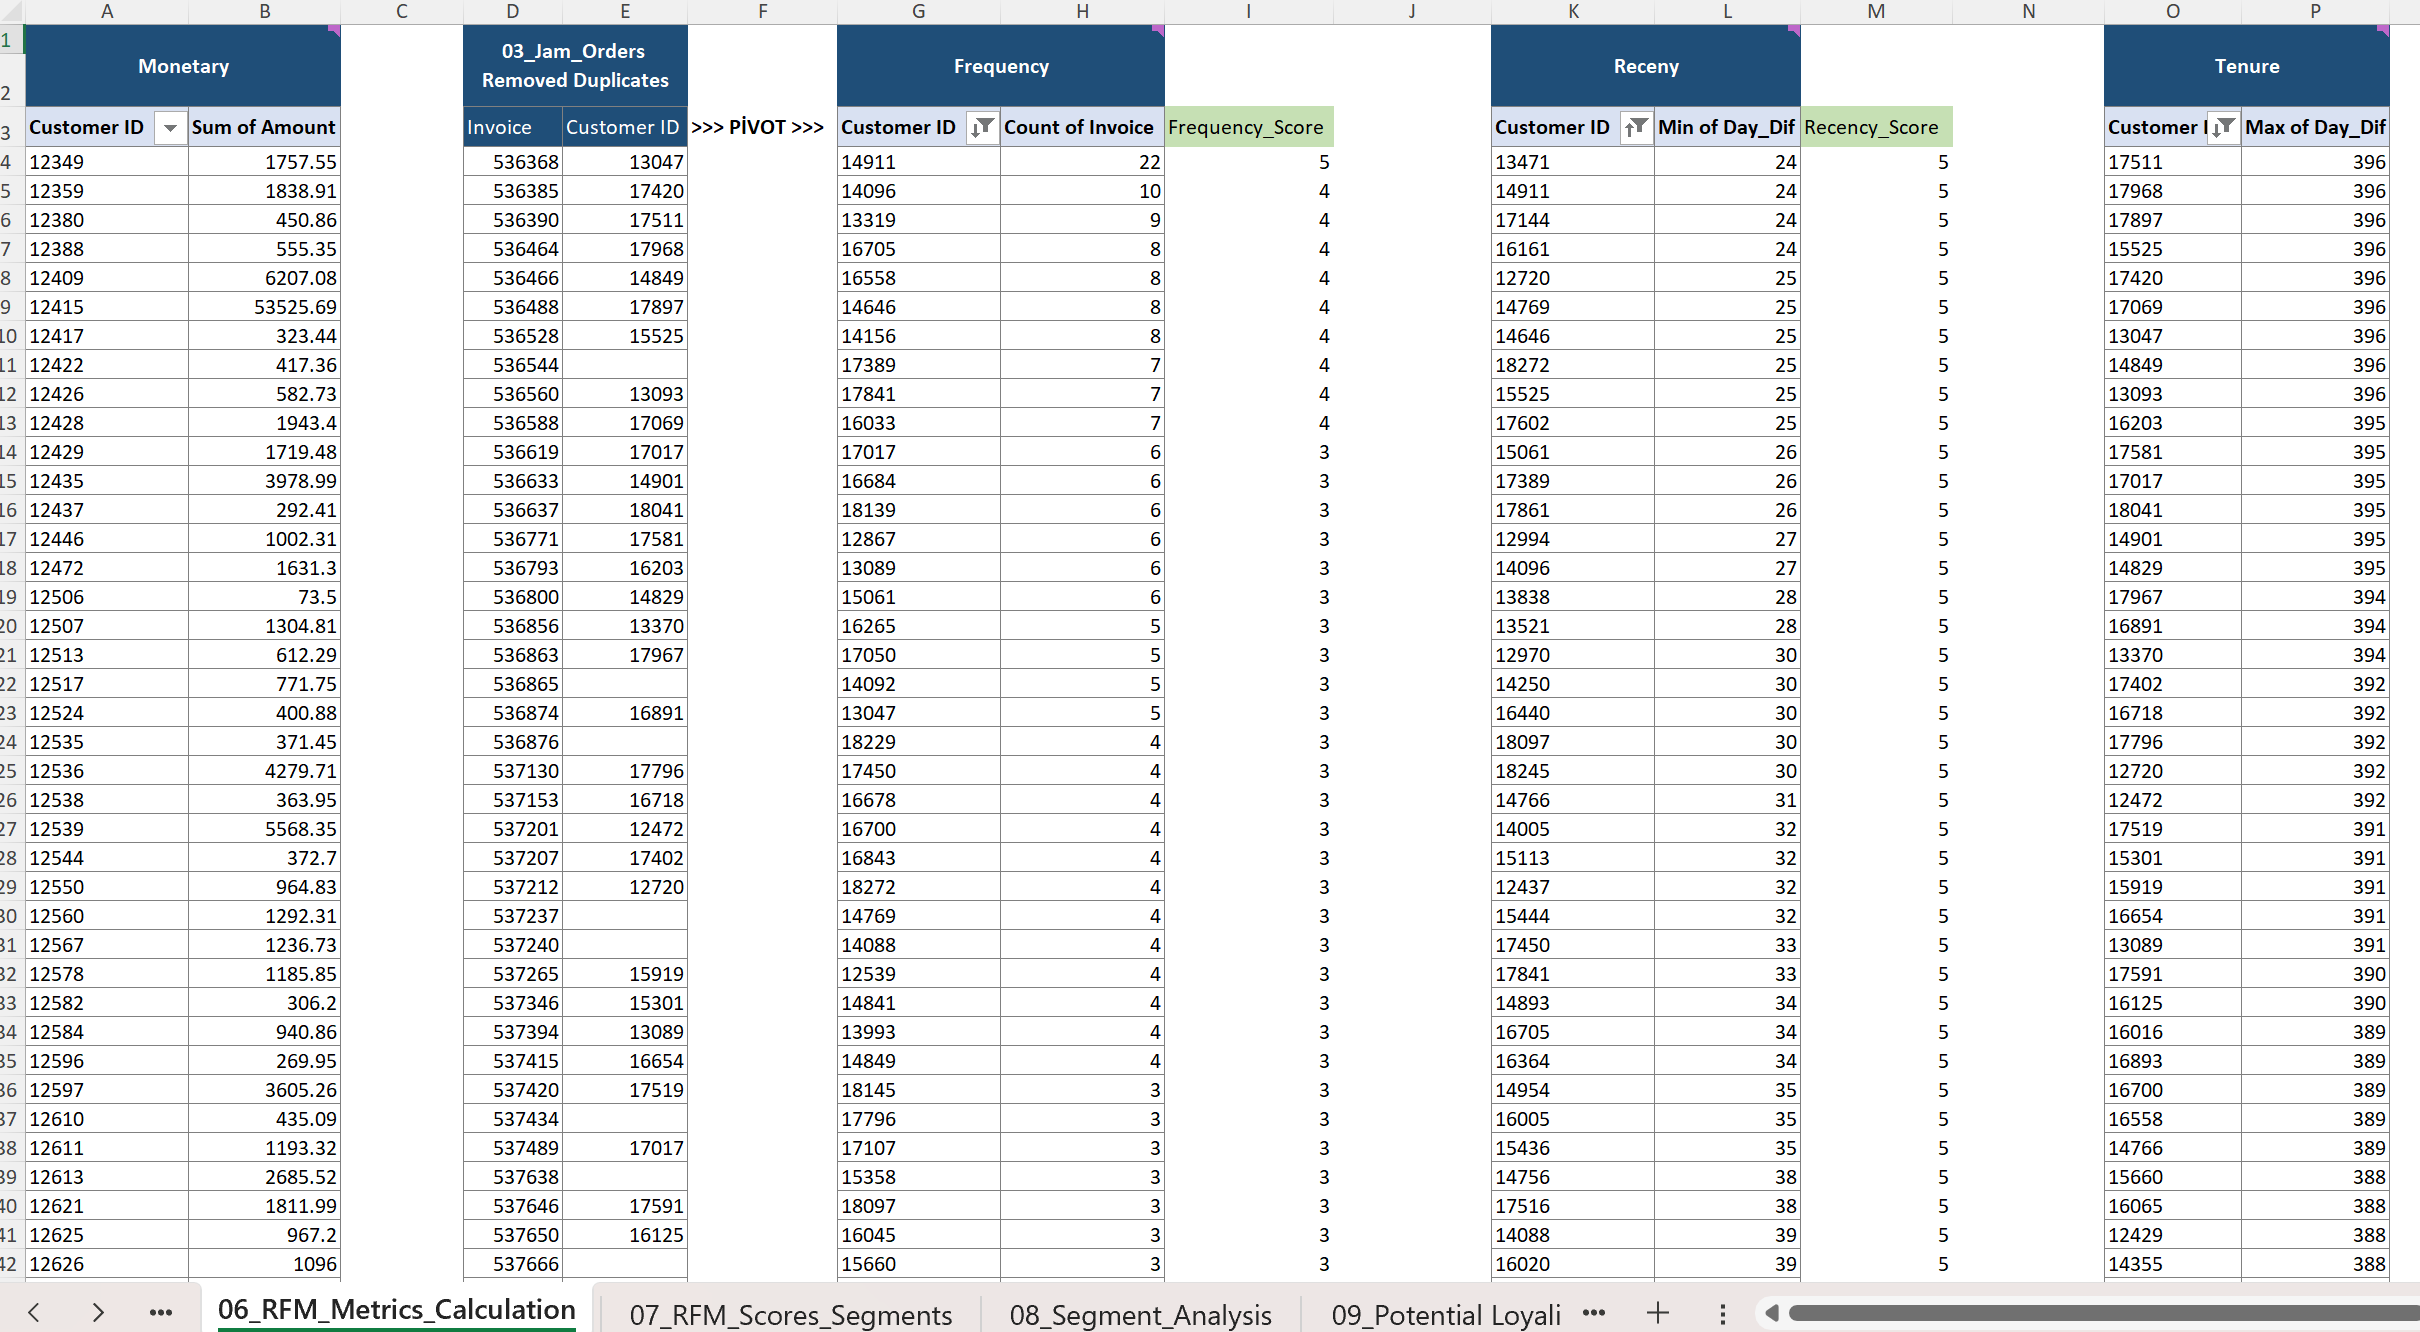 A B C D E F G H I J K L M N O P
1 Monetary 03_Jam_Orders Removed Duplicates Frequency Receny Tenure
2
3 Customer ID Sum of Amount Invoice Customer ID >>> PİVOT >>> Customer ID Count of Invoice Frequency_Score Customer ID Min of Day_Dif Recency_Score Customer I Max of Day_Dif
4 12349 1757.55 536368 13047 14911 22 5 13471 24 5 17511 396
5 12359 1838.91 536385 17420 14096 10 4 14911 24 5 17968 396
6 12380 450.86 536390 17511 13319 9 4 17144 24 5 17897 396
7 12388 555.35 536464 17968 16705 8 4 16161 24 5 15525 396
8 12409 6207.08 536466 14849 16558 8 4 12720 25 5 17420 396
9 12415 53525.69 536488 17897 14646 8 4 14769 25 5 17069 396
10 12417 323.44 536528 15525 14156 8 4 14646 25 5 13047 396
11 12422 417.36 536544 17389 7 4 18272 25 5 14849 396
12 12426 582.73 536560 13093 17841 7 4 15525 25 5 13093 396
13 12428 1943.4 536588 17069 16033 7 4 17602 25 5 16203 395
14 12429 1719.48 536619 17017 17017 6 3 15061 26 5 17581 395
15 12435 3978.99 536633 14901 16684 6 3 17389 26 5 17017 395
16 12437 292.41 536637 18041 18139 6 3 17861 26 5 18041 395
17 12446 1002.31 536771 17581 12867 6 3 12994 27 5 14901 395
18 12472 1631.3 536793 16203 13089 6 3 14096 27 5 14829 395
19 12506 73.5 536800 14829 15061 6 3 13838 28 5 17967 394
20 12507 1304.81 536856 13370 16265 5 3 13521 28 5 16891 394
21 12513 612.29 536863 17967 17050 5 3 12970 30 5 13370 394
22 12517 771.75 536865 14092 5 3 14250 30 5 17402 392
23 12524 400.88 536874 16891 13047 5 3 16440 30 5 16718 392
24 12535 371.45 536876 18229 4 3 18097 30 5 17796 392
25 12536 4279.71 537130 17796 17450 4 3 18245 30 5 12720 392
26 12538 363.95 537153 16718 16678 4 3 14766 31 5 12472 392
27 12539 5568.35 537201 12472 16700 4 3 14005 32 5 17519 391
28 12544 372.7 537207 17402 16843 4 3 15113 32 5 15301 391
29 12550 964.83 537212 12720 18272 4 3 12437 32 5 15919 391
30 12560 1292.31 537237 14769 4 3 15444 32 5 16654 391
31 12567 1236.73 537240 14088 4 3 17450 33 5 13089 391
32 12578 1185.85 537265 15919 12539 4 3 17841 33 5 17591 390
33 12582 306.2 537346 15301 14841 4 3 14893 34 5 16125 390
34 12584 940.86 537394 13089 13993 4 3 16705 34 5 16016 389
35 12596 269.95 537415 16654 14849 4 3 16364 34 5 16893 389
36 12597 3605.26 537420 17519 18145 3 3 14954 35 5 16700 389
37 12610 435.09 537434 17796 3 3 16005 35 5 16558 389
38 12611 1193.32 537489 17017 17107 3 3 15436 35 5 14766 389
39 12613 2685.52 537638 15358 3 3 14756 38 5 15660 388
40 12621 1811.99 537646 17591 18097 3 3 17516 38 5 16065 388
41 12625 967.2 537650 16125 16045 3 3 14088 39 5 12429 388
42 12626 1096 537666 15660 3 3 16020 39 5 14355 388
06_RFM_Metrics_Calculation 07_RFM_Scores_Segments 08_Segment_Analysis 09_Potential Loyali